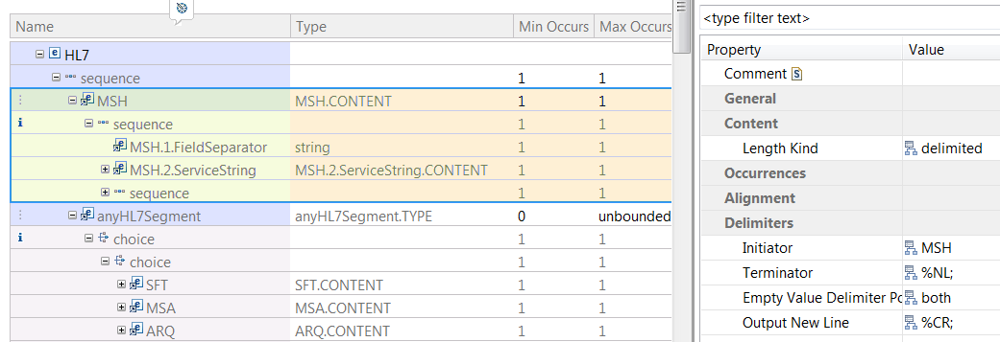 Name Type Min Occurs Max Occurs
HL7
sequence 1 1
MSH MSH.CONTENT 1 1
sequence 1 1
MSH.1.FieldSeparator string 1 1
MSH.2.ServiceString MSH.2.ServiceString.CONTENT 1 1
sequence 1 1
anyHL7Segment anyHL7Segment.TYPE 0 unbounded
choice 1 1
choice 1 1
SFT SFT.CONTENT 1 1
MSA MSA.CONTENT 1 1
ARQ ARQ.CONTENT 1 1
<type filter text>
Property Value
Comment
General
Content
Length Kind delimited
Occurrences
Alignment
Delimiters
Initiator MSH
Terminator %NL;
Empty Value Delimiter Po both
Output New Line %CR;